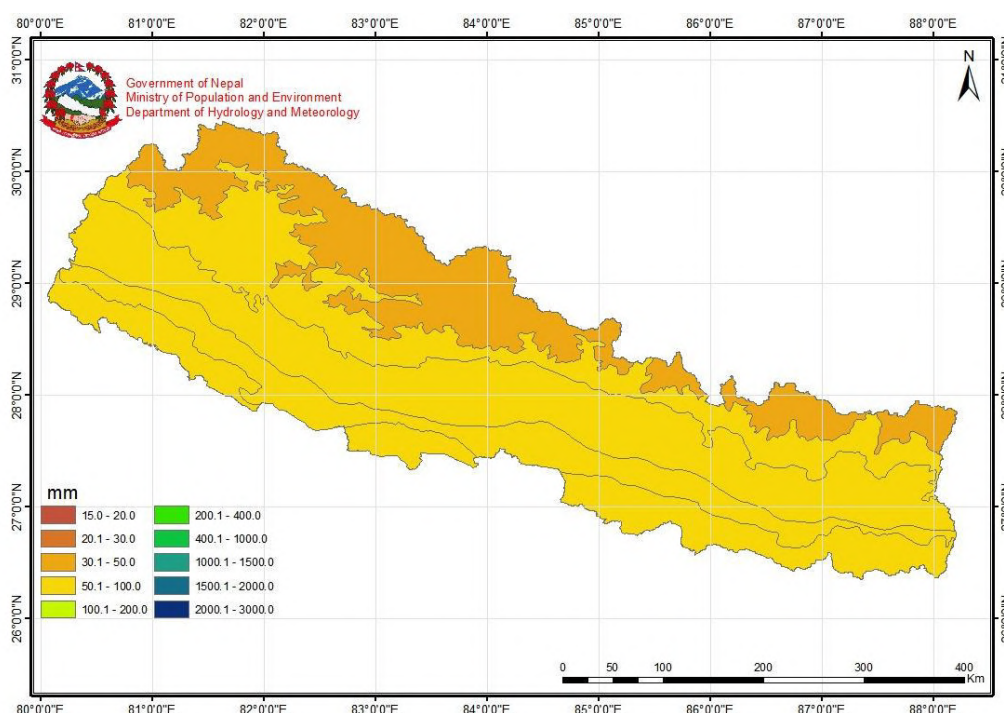 80°0'0"E 81°0'0"E 82°0'0"E 83°0'0"E 84°0'0"E 85°0'0"E 86°0'0"E 87°0'0"E 88°0'0"E
31°0'0"N
30°0'0"N
29°0'0"N
28°0'0"N
27°0'0"N
26°0'0"N
Government of Nepal
Ministry of Population and Environment
Department of Hydrology and Meteorology
N
mm
15.0 - 20.0
20.1 - 30.0
30.1 - 50.0
50.1 - 100.0
100.1 - 200.0
200.1 - 400.0
400.1 - 1000.0
1000.1 - 1500.0
1500.1 - 2000.0
2000.1 - 3000.0
0 50 100 200 300 400
Km
80°0'0"E 81°0'0"E 82°0'0"E 83°0'0"E 84°0'0"E 85°0'0"E 86°0'0"E 87°0'0"E 88°0'0"E